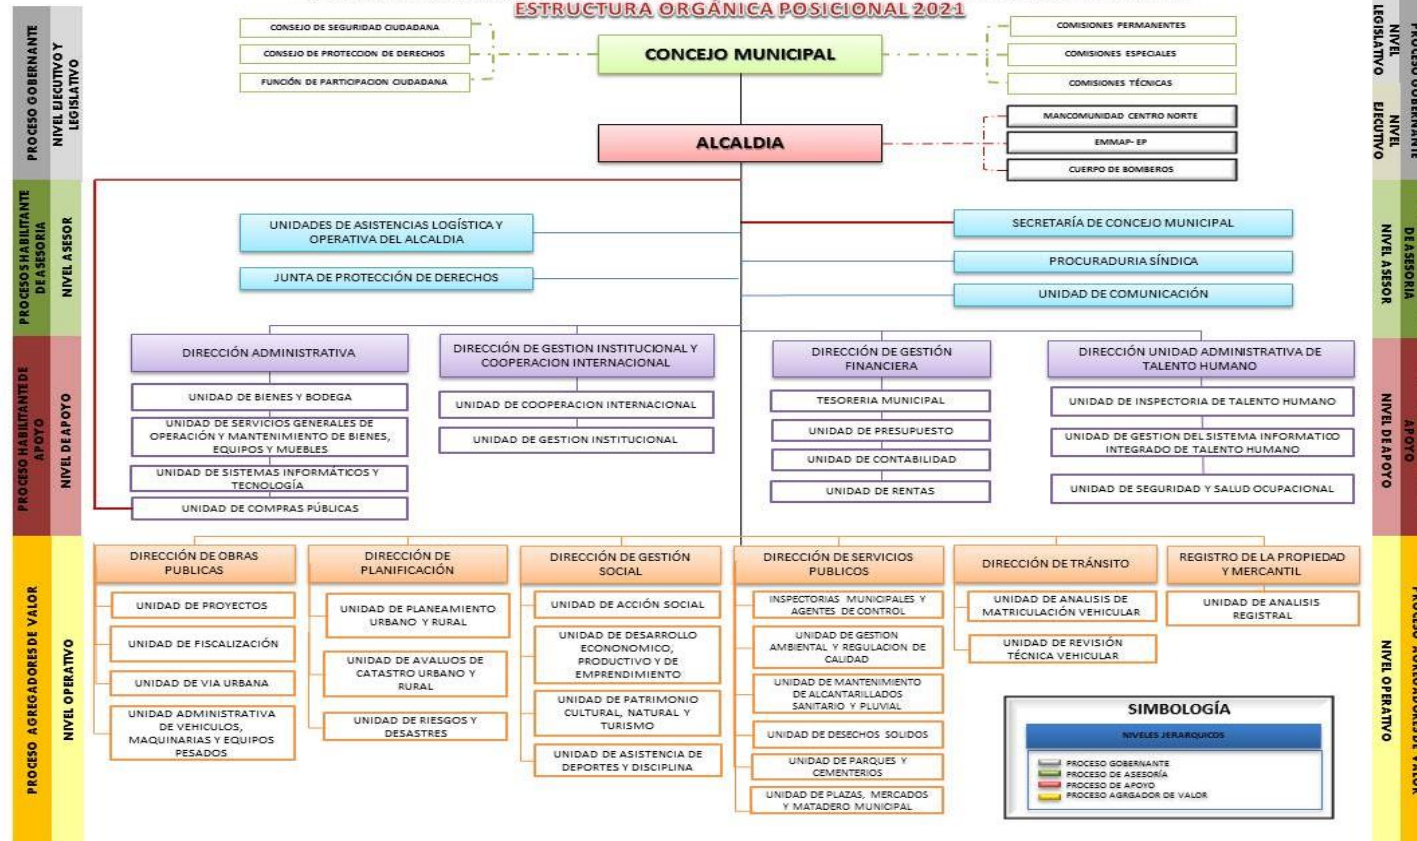 ESTRUCTURA ORGÁNICA POSICIONAL 2021
PROCESO GOBERNANTE
NIVEL EJECUTIVO Y
LEGISLATIVO
CONSEJO DE SEGURIDAD CIUDADANA
CONSEJO DE PROTECCION DE DERECHOS
FUNCIÓN DE PARTICIPACION CIUDADANA
CONCEJO MUNICIPAL
COMISIONES PERMANENTES
COMISIONES ESPECIALES
COMISIONES TÉCNICAS
NIVEL
LEGISLATIVO
PROCESO GOBERNANTE
ALCALDIA
MANCOMUNIDAD CENTRO NORTE
EMMAP- EP
CUERPO DE BOMBEROS
NIVEL
EJECUTIVO
PROCESOS HABILITANTE
DE ASESORIA
NIVEL ASESOR
UNIDADES DE ASISTENCIAS LOGÍSTICA Y
OPERATIVA DEL ALCALDIA
JUNTA DE PROTECCIÓN DE DERECHOS
SECRETARÍA DE CONCEJO MUNICIPAL
PROCURADURIA SÍNDICA
UNIDAD DE COMUNICACIÓN
NIVEL ASESOR
DE ASESORIA
PROCESO HABILITANTE DE
APOYO
NIVEL DE APOYO
DIRECCIÓN ADMINISTRATIVA
UNIDAD DE BIENES Y BODEGA
UNIDAD DE SERVICIOS GENERALES DE
OPERACIÓN Y MANTENIMIENTO DE BIENES,
EQUIPOS Y MUEBLES
UNIDAD DE SISTEMAS INFORMÁTICOS Y
TECNOLOGÍA
UNIDAD DE COMPRAS PÚBLICAS
DIRECCIÓN DE GESTION INSTITUCIONAL Y
COOPERACION INTERNACIONAL
UNIDAD DE COOPERACION INTERNACIONAL
UNIDAD DE GESTION INSTITUCIONAL
DIRECCIÓN DE GESTIÓN
FINANCIERA
TESORERIA MUNICIPAL
UNIDAD DE PRESUPUESTO
UNIDAD DE CONTABILIDAD
UNIDAD DE RENTAS
DIRECCIÓN UNIDAD ADMINISTRATIVA DE
TALENTO HUMANO
UNIDAD DE INSPECTORIA DE TALENTO HUMANO
UNIDAD DE GESTION DEL SISTEMA INFORMATICO
INTEGRADO DE TALENTO HUMANO
UNIDAD DE SEGURIDAD Y SALUD OCUPACIONAL
NIVEL DE APOYO
APOYO
PROCESO AGREGADORES DE VALOR
NIVEL OPERATIVO
DIRECCIÓN DE OBRAS
PUBLICAS
UNIDAD DE PROYECTOS
UNIDAD DE FISCALIZACIÓN
UNIDAD DE VIA URBANA
UNIDAD ADMINISTRATIVA
DE VEHICULOS,
MAQUINARIAS Y EQUIPOS
PESADOS
DIRECCIÓN DE
PLANIFICACIÓN
UNIDAD DE PLANEAMIENTO
URBANO Y RURAL
UNIDAD DE AVALUOS DE
CATASTRO URBANO Y
RURAL
UNIDAD DE RIESGOS Y
DESASTRES
DIRECCIÓN DE GESTIÓN
SOCIAL
UNIDAD DE ACCIÓN SOCIAL
UNIDAD DE DESARROLLO
ECONONOMICO,
PRODUCTIVO Y DE
EMPRENDIMIENTO
UNIDAD DE PATRIMONIO
CULTURAL, NATURAL Y
TURISMO
UNIDAD DE ASISTENCIA DE
DEPORTES Y DISCIPLINA
DIRECCIÓN DE SERVICIOS
PUBLICOS
INSPECTORIAS MUNICIPALES Y
AGENTES DE CONTROL
UNIDAD DE GESTION
AMBIENTAL Y REGULACION DE
CALIDAD
UNIDAD DE MANTENIMIENTO
DE ALCANTARILLADOS
SANITARIO Y PLUVIAL
UNIDAD DE DESECHOS SOLIDOS
UNIDAD DE PARQUES Y
CEMENTERIOS
UNIDAD DE PLAZAS, MERCADOS
Y MATADERO MUNICIPAL
DIRECCIÓN DE TRÁNSITO
UNIDAD DE ANALISIS DE
MATRICULACIÓN VEHICULAR
UNIDAD DE REVISIÓN
TÉCNICA VEHICULAR
REGISTRO DE LA PROPIEDAD
Y MERCANTIL
UNIDAD DE ANALISIS
REGISTRAL
NIVEL OPERATIVO
SIMBOLOGÍA
NIVELES JERARQUICOS
PROCESO GOBERNANTE
PROCESO DE ASESORÍA
PROCESO DE APOYO
PROCESO AGRGADOR DE VALOR